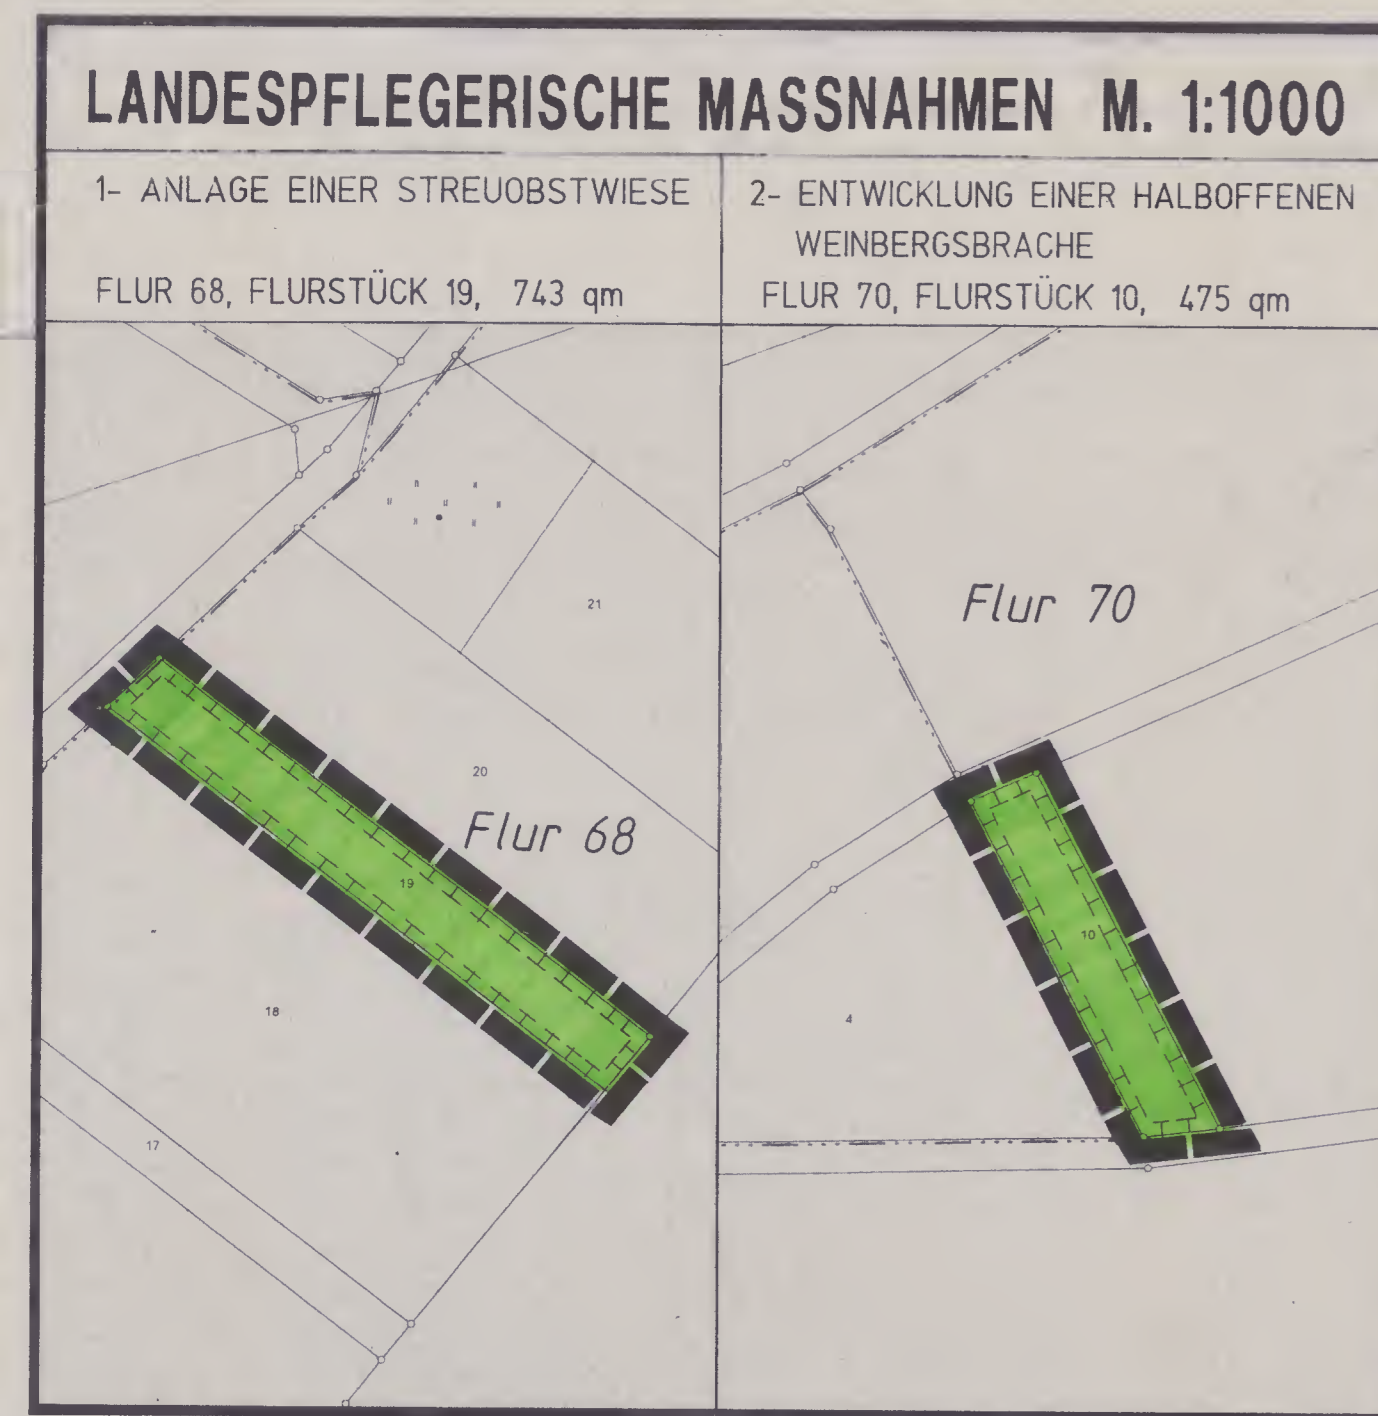 LANDESPFLEGERISCHE MASSNAHMEN M. 1:1000
1- ANLAGE EINER STREUOBSTWIESE
FLUR 68, FLURSTÜCK 19, 743 qm
2- ENTWICKLUNG EINER HALBOFFENEN
WEINBERGSBRACHE
FLUR 70, FLURSTÜCK 10, 475 qm
21
20
Flur 68
19
18
17
Flur 70
10
4